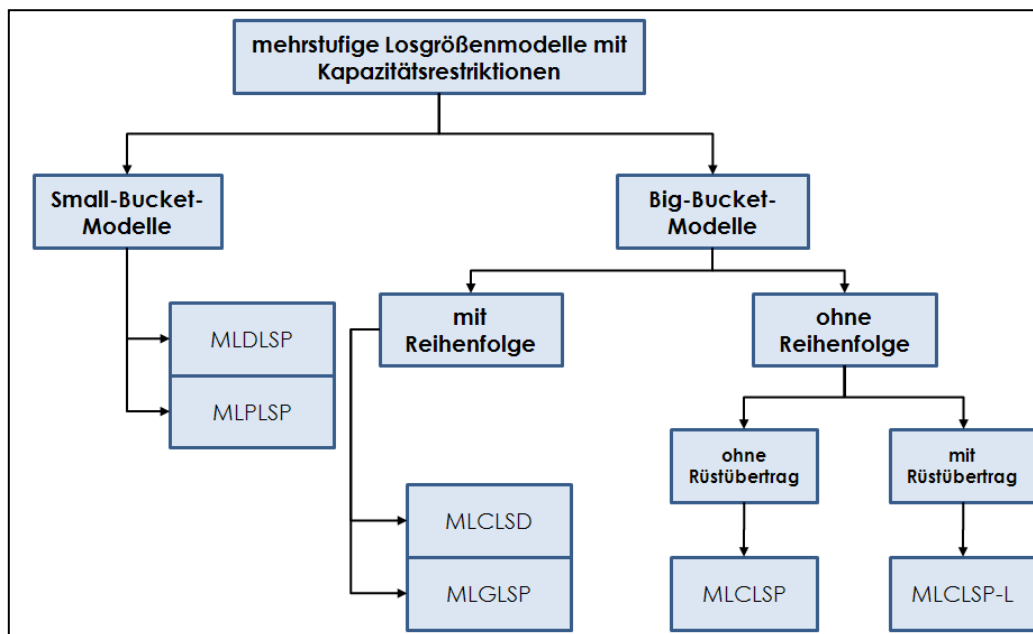 mehrstufige Losgrößenmodelle mit
Kapazitätsrestriktionen
Small-Bucket-
Modelle
Big-Bucket-
Modelle
MLDLSP
MLPLSP
mit
Reihenfolge
ohne
Reihenfolge
MLCLSD
MLGLSP
ohne
Rüstübertrag
mit
Rüstübertrag
MLCLSP
MLCLSP-L